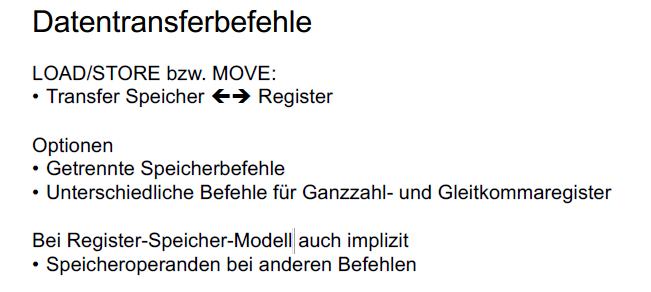 Datentransferbefehle
LOAD/STORE bzw. MOVE:
• Transfer Speicher 🡨🡪 Register
Optionen
• Getrennte Speicherbefehle
• Unterschiedliche Befehle für Ganzzahl- und Gleitkommaregister
Bei Register-Speicher-Modell auch implizit
• Speicheroperanden bei anderen Befehlen